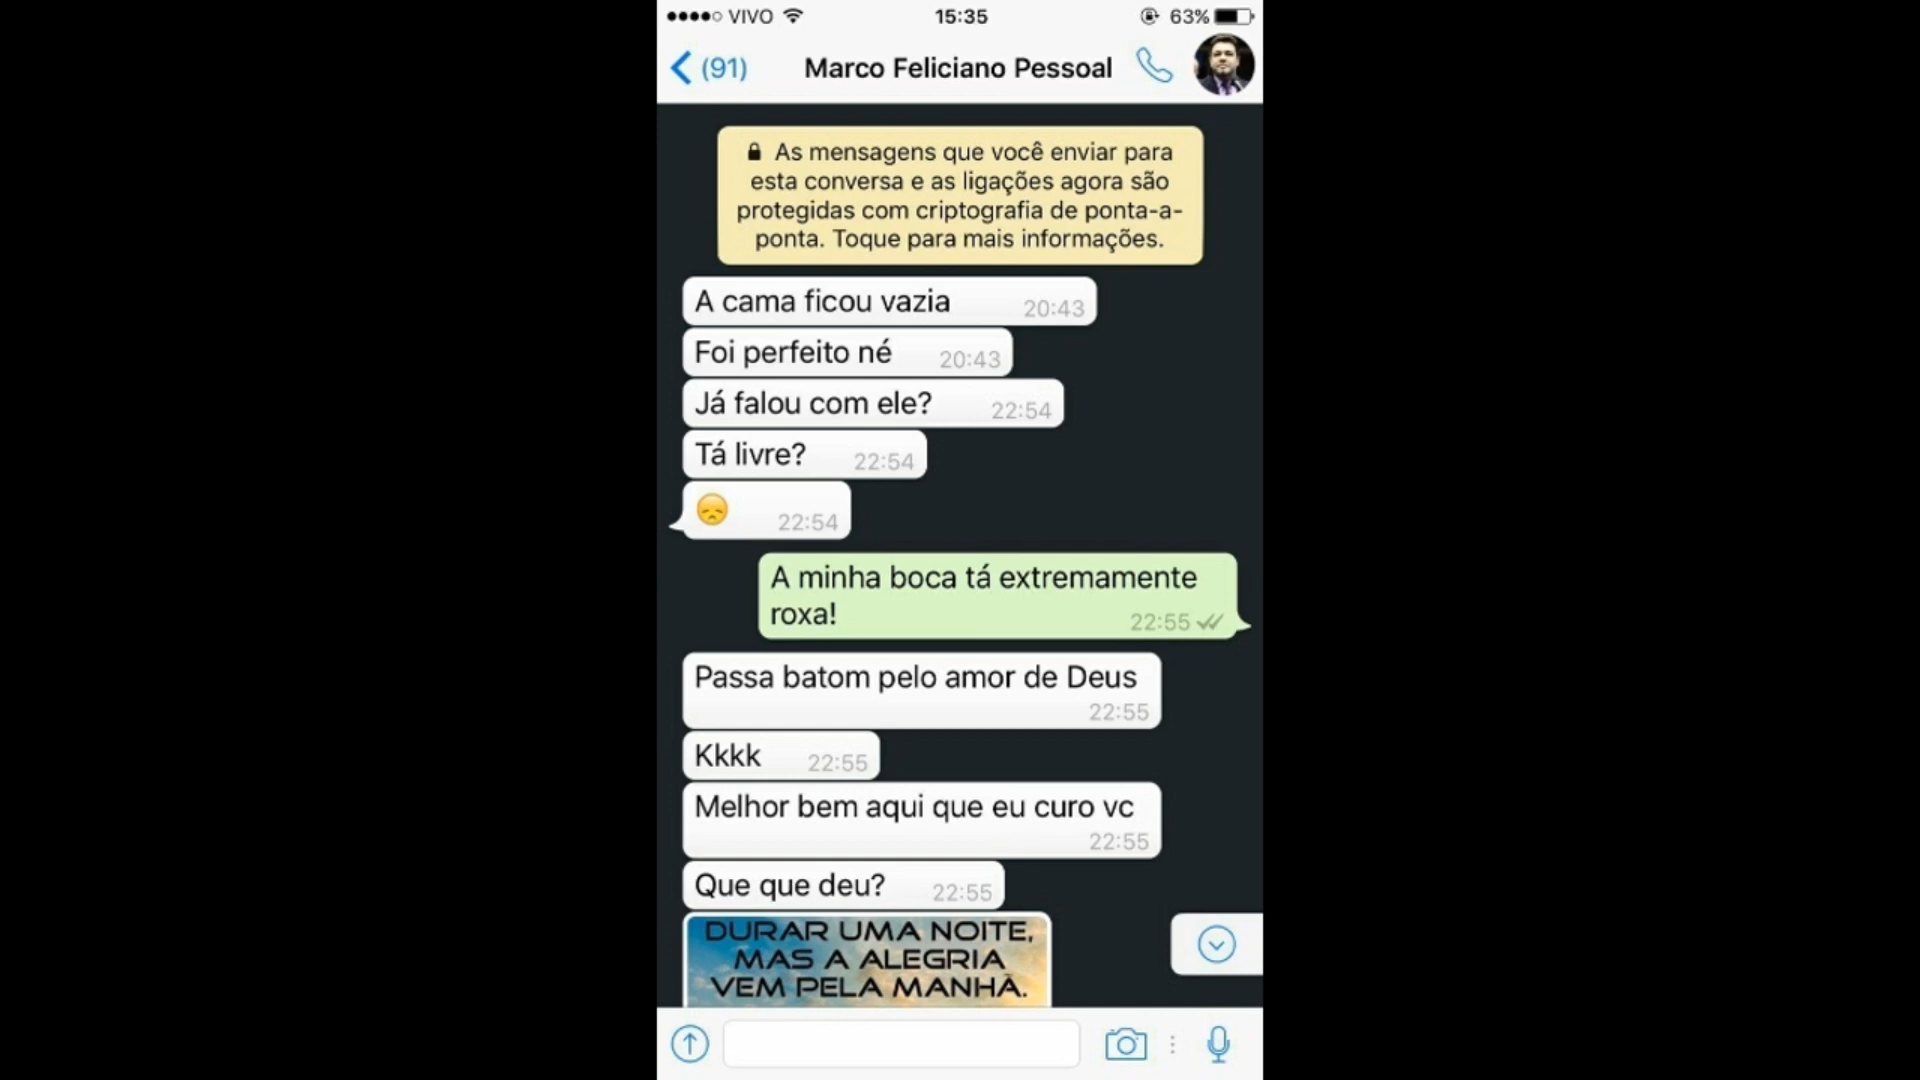 VIVO 15:35 63%
(91) Marco Feliciano Pessoal
As mensagens que você enviar para
esta conversa e as ligações agora são
protegidas com criptografia de ponta-a-
ponta. Toque para mais informações.
A cama ficou vazia 20:43
Foi perfeito né 20:43
Já falou com ele? 22:54
Tá livre? 22:54
😞 22:54
A minha boca tá extremamente
roxa! 22:55
Passa batom pelo amor de Deus
22:55
Kkkk 22:55
Melhor bem aqui que eu curo vc
22:55
Que que deu? 22:55
DURAR UMA NOITE,
MAS A ALEGRIA
VEM PELA MANHÃ.